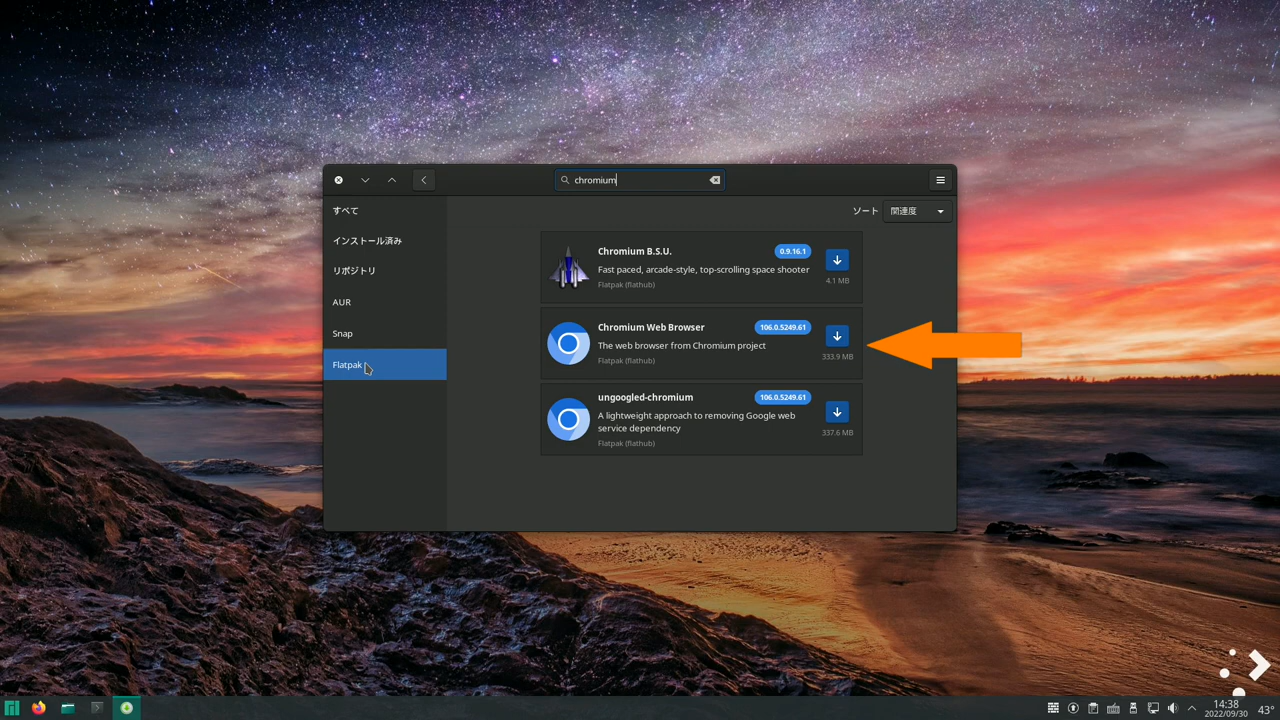 chromium
すべて
ソート 関連度
インストール済み
リポジトリ
AUR
Snap
Flatpak
Chromium B.S.U. 0.9.16.1
Fast paced, arcade-style, top-scrolling space shooter
Flatpak (flathub)
4.1 MB
Chromium Web Browser 106.0.5249.61
The web browser from Chromium project
Flatpak (flathub)
333.9 MB
ungoogled-chromium 106.0.5249.61
A lightweight approach to removing Google web
service dependency
Flatpak (flathub)
337.6 MB
14:38
2022/09/30
43°